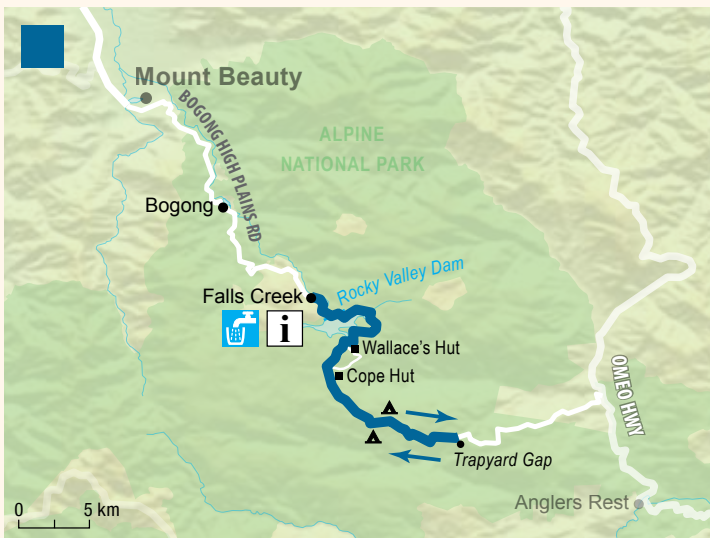 Mount Beauty
BOGONG HIGH PLAINS RD
ALPINE
NATIONAL PARK
Bogong
Falls Creek
Rocky Valley Dam
i
Wallace's Hut
Cope Hut
OMEO HWY
Trapyard Gap
Anglers Rest
0 5 km